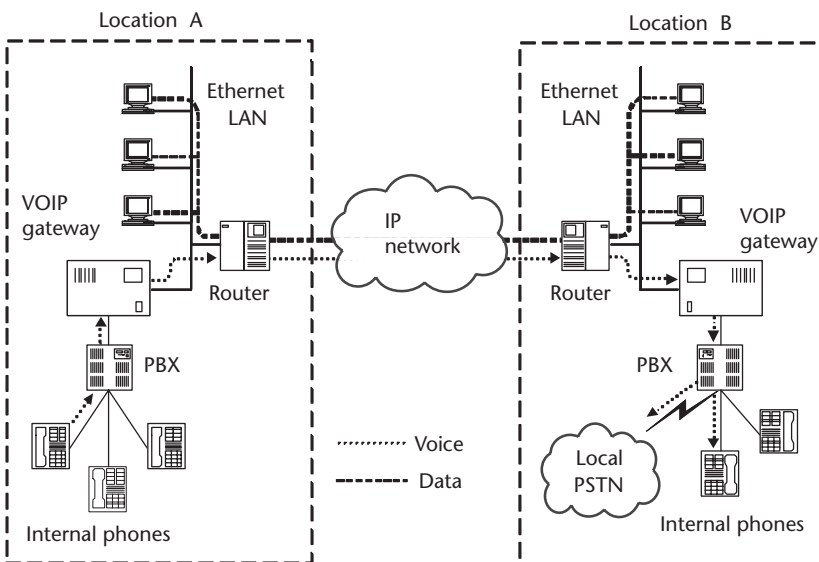 Location A
Location B
Ethernet
LAN
Ethernet
LAN
VOIP
gateway
IP
network
VOIP
gateway
Router
Router
PBX
PBX
Voice
Data
Local
PSTN
Internal phones
Internal phones